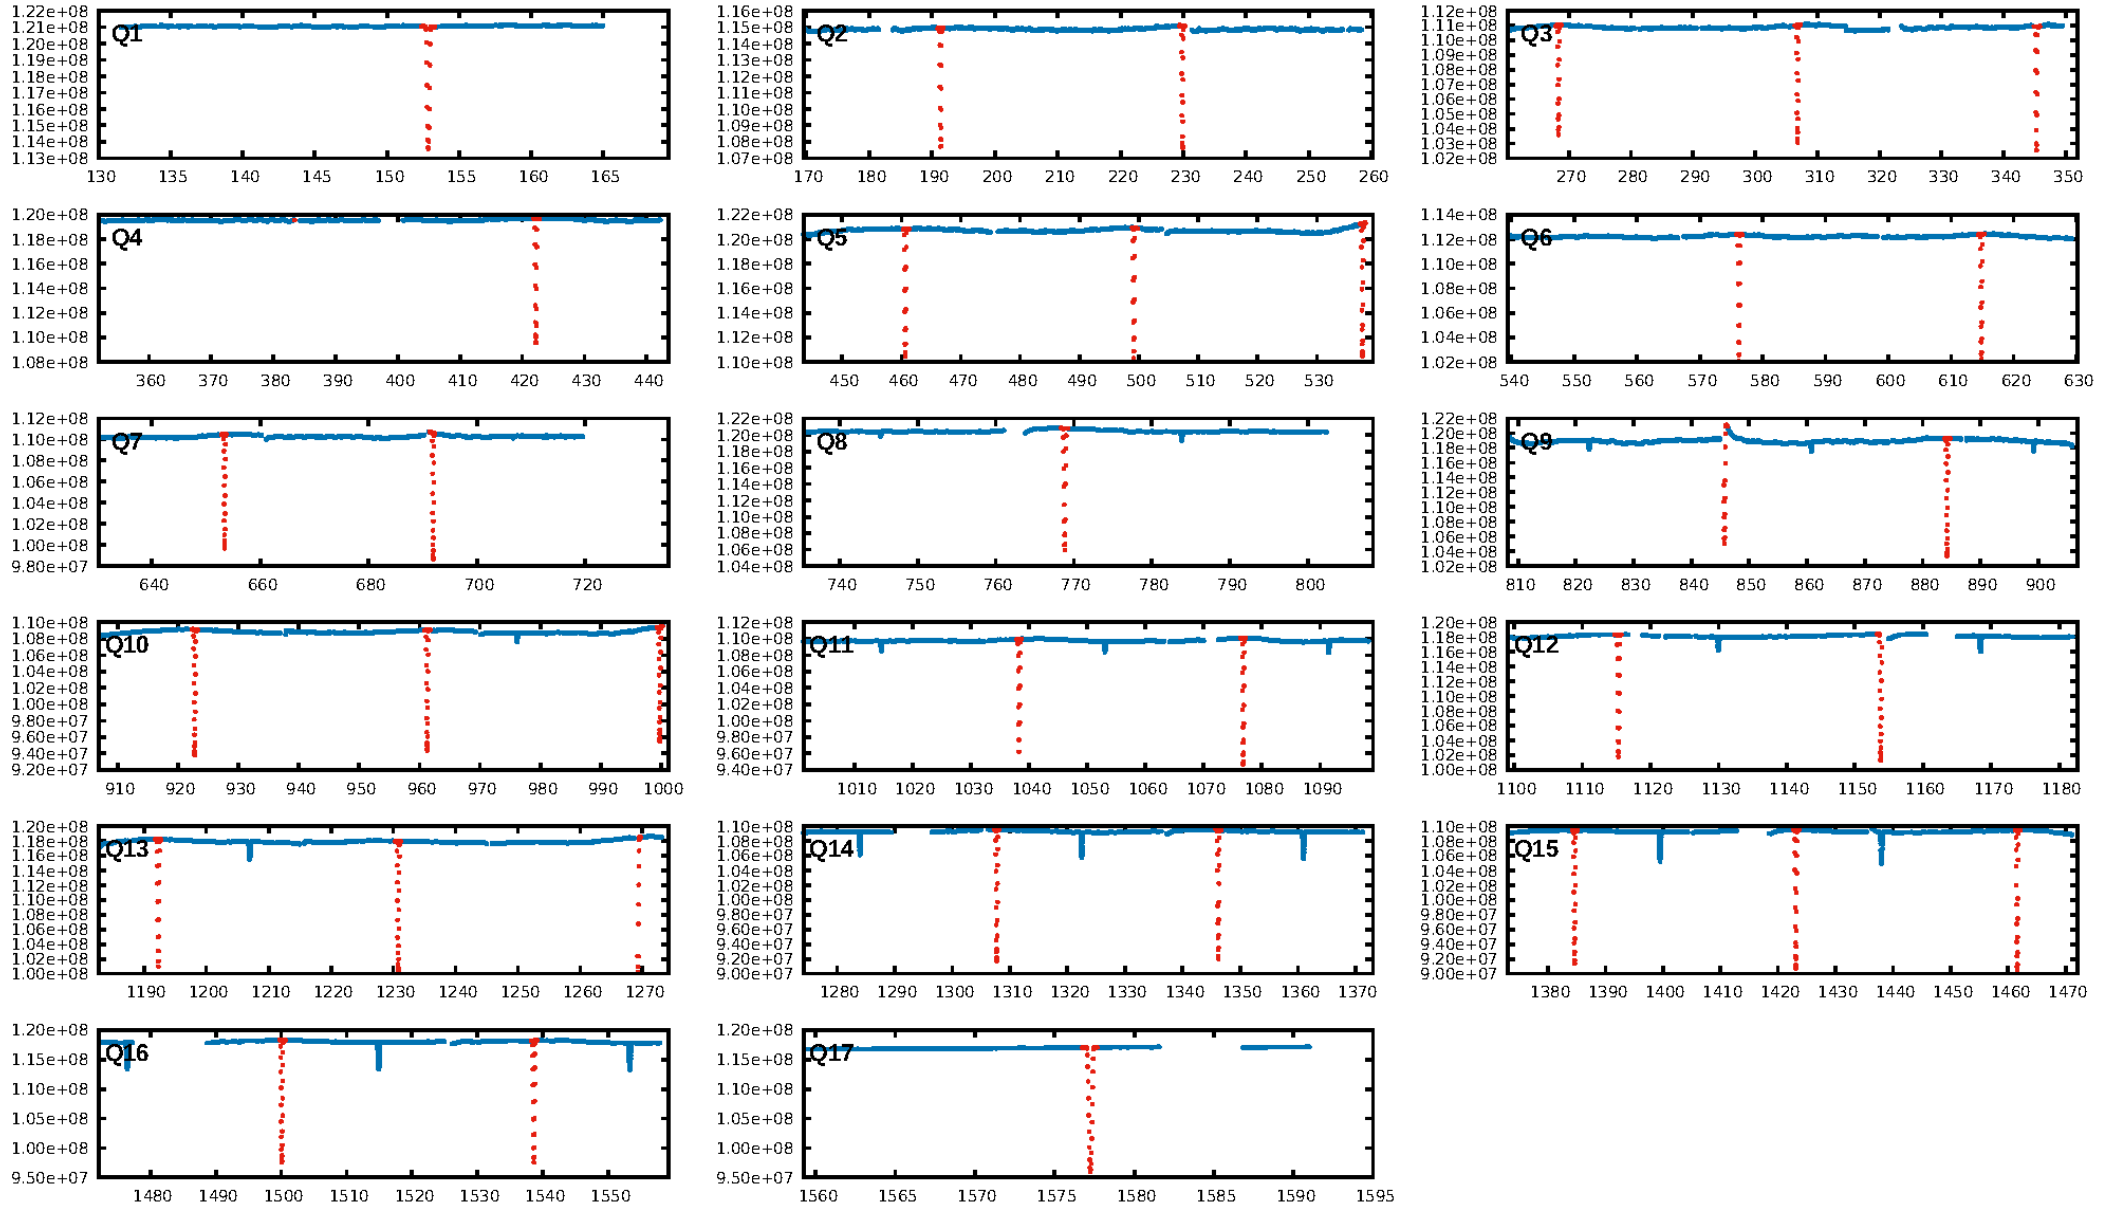 1.22e+08
1.21e+08
1.20e+08
1.19e+08
1.18e+08
1.17e+08
1.16e+08
1.15e+08
1.14e+08
1.13e+08
Q1
130 135 140 145 150 155 160 165
1.16e+08
1.15e+08
1.14e+08
1.13e+08
1.12e+08
1.11e+08
1.10e+08
1.09e+08
1.08e+08
1.07e+08
Q2
170 180 190 200 210 220 230 240 250 260
1.12e+08
1.11e+08
1.10e+08
1.09e+08
1.08e+08
1.07e+08
1.06e+08
1.05e+08
1.04e+08
1.03e+08
1.02e+08
Q3
270 280 290 300 310 320 330 340 350
1.20e+08
1.18e+08
1.16e+08
1.14e+08
1.12e+08
1.10e+08
1.08e+08
Q4
360 370 380 390 400 410 420 430 440
1.22e+08
1.20e+08
1.18e+08
1.16e+08
1.14e+08
1.12e+08
1.10e+08
Q5
450 460 470 480 490 500 510 520 530
1.14e+08
1.12e+08
1.10e+08
1.08e+08
1.06e+08
1.04e+08
1.02e+08
Q6
540 550 560 570 580 590 600 610 620 630
1.12e+08
1.10e+08
1.08e+08
1.06e+08
1.04e+08
1.02e+08
1.00e+08
9.80e+07
Q7
640 660 680 700 720
1.22e+08
1.20e+08
1.18e+08
1.16e+08
1.14e+08
1.12e+08
1.10e+08
1.08e+08
1.06e+08
1.04e+08
Q8
740 750 760 770 780 790 800
1.22e+08
1.20e+08
1.18e+08
1.16e+08
1.14e+08
1.12e+08
1.10e+08
1.08e+08
1.06e+08
1.04e+08
1.02e+08
Q9
810 820 830 840 850 860 870 880 890 900
1.10e+08
1.08e+08
1.06e+08
1.04e+08
1.02e+08
1.00e+08
9.80e+07
9.60e+07
9.40e+07
9.20e+07
Q10
910 920 930 940 950 960 970 980 990 1000
1.12e+08
1.10e+08
1.08e+08
1.06e+08
1.04e+08
1.02e+08
1.00e+08
9.80e+07
9.60e+07
9.40e+07
Q11
1010 1020 1030 1040 1050 1060 1070 1080 1090
1.20e+08
1.18e+08
1.16e+08
1.14e+08
1.12e+08
1.10e+08
1.08e+08
1.06e+08
1.04e+08
1.02e+08
1.00e+08
Q12
1100 1110 1120 1130 1140 1150 1160 1170 1180
1.20e+08
1.18e+08
1.16e+08
1.14e+08
1.12e+08
1.10e+08
1.08e+08
1.06e+08
1.04e+08
1.02e+08
1.00e+08
Q13
1190 1200 1210 1220 1230 1240 1250 1260 1270
1.10e+08
1.08e+08
1.06e+08
1.04e+08
1.02e+08
1.00e+08
9.80e+07
9.60e+07
9.40e+07
9.20e+07
9.00e+07
Q14
1280 1290 1300 1310 1320 1330 1340 1350 1360 1370
1.10e+08
1.08e+08
1.06e+08
1.04e+08
1.02e+08
1.00e+08
9.80e+07
9.60e+07
9.40e+07
9.20e+07
9.00e+07
Q15
1380 1390 1400 1410 1420 1430 1440 1450 1460 1470
1.20e+08
1.15e+08
1.10e+08
1.05e+08
1.00e+08
9.50e+07
Q16
1480 1490 1500 1510 1520 1530 1540 1550
1.20e+08
1.15e+08
1.10e+08
1.05e+08
1.00e+08
9.50e+07
Q17
1560 1565 1570 1575 1580 1585 1590 1595